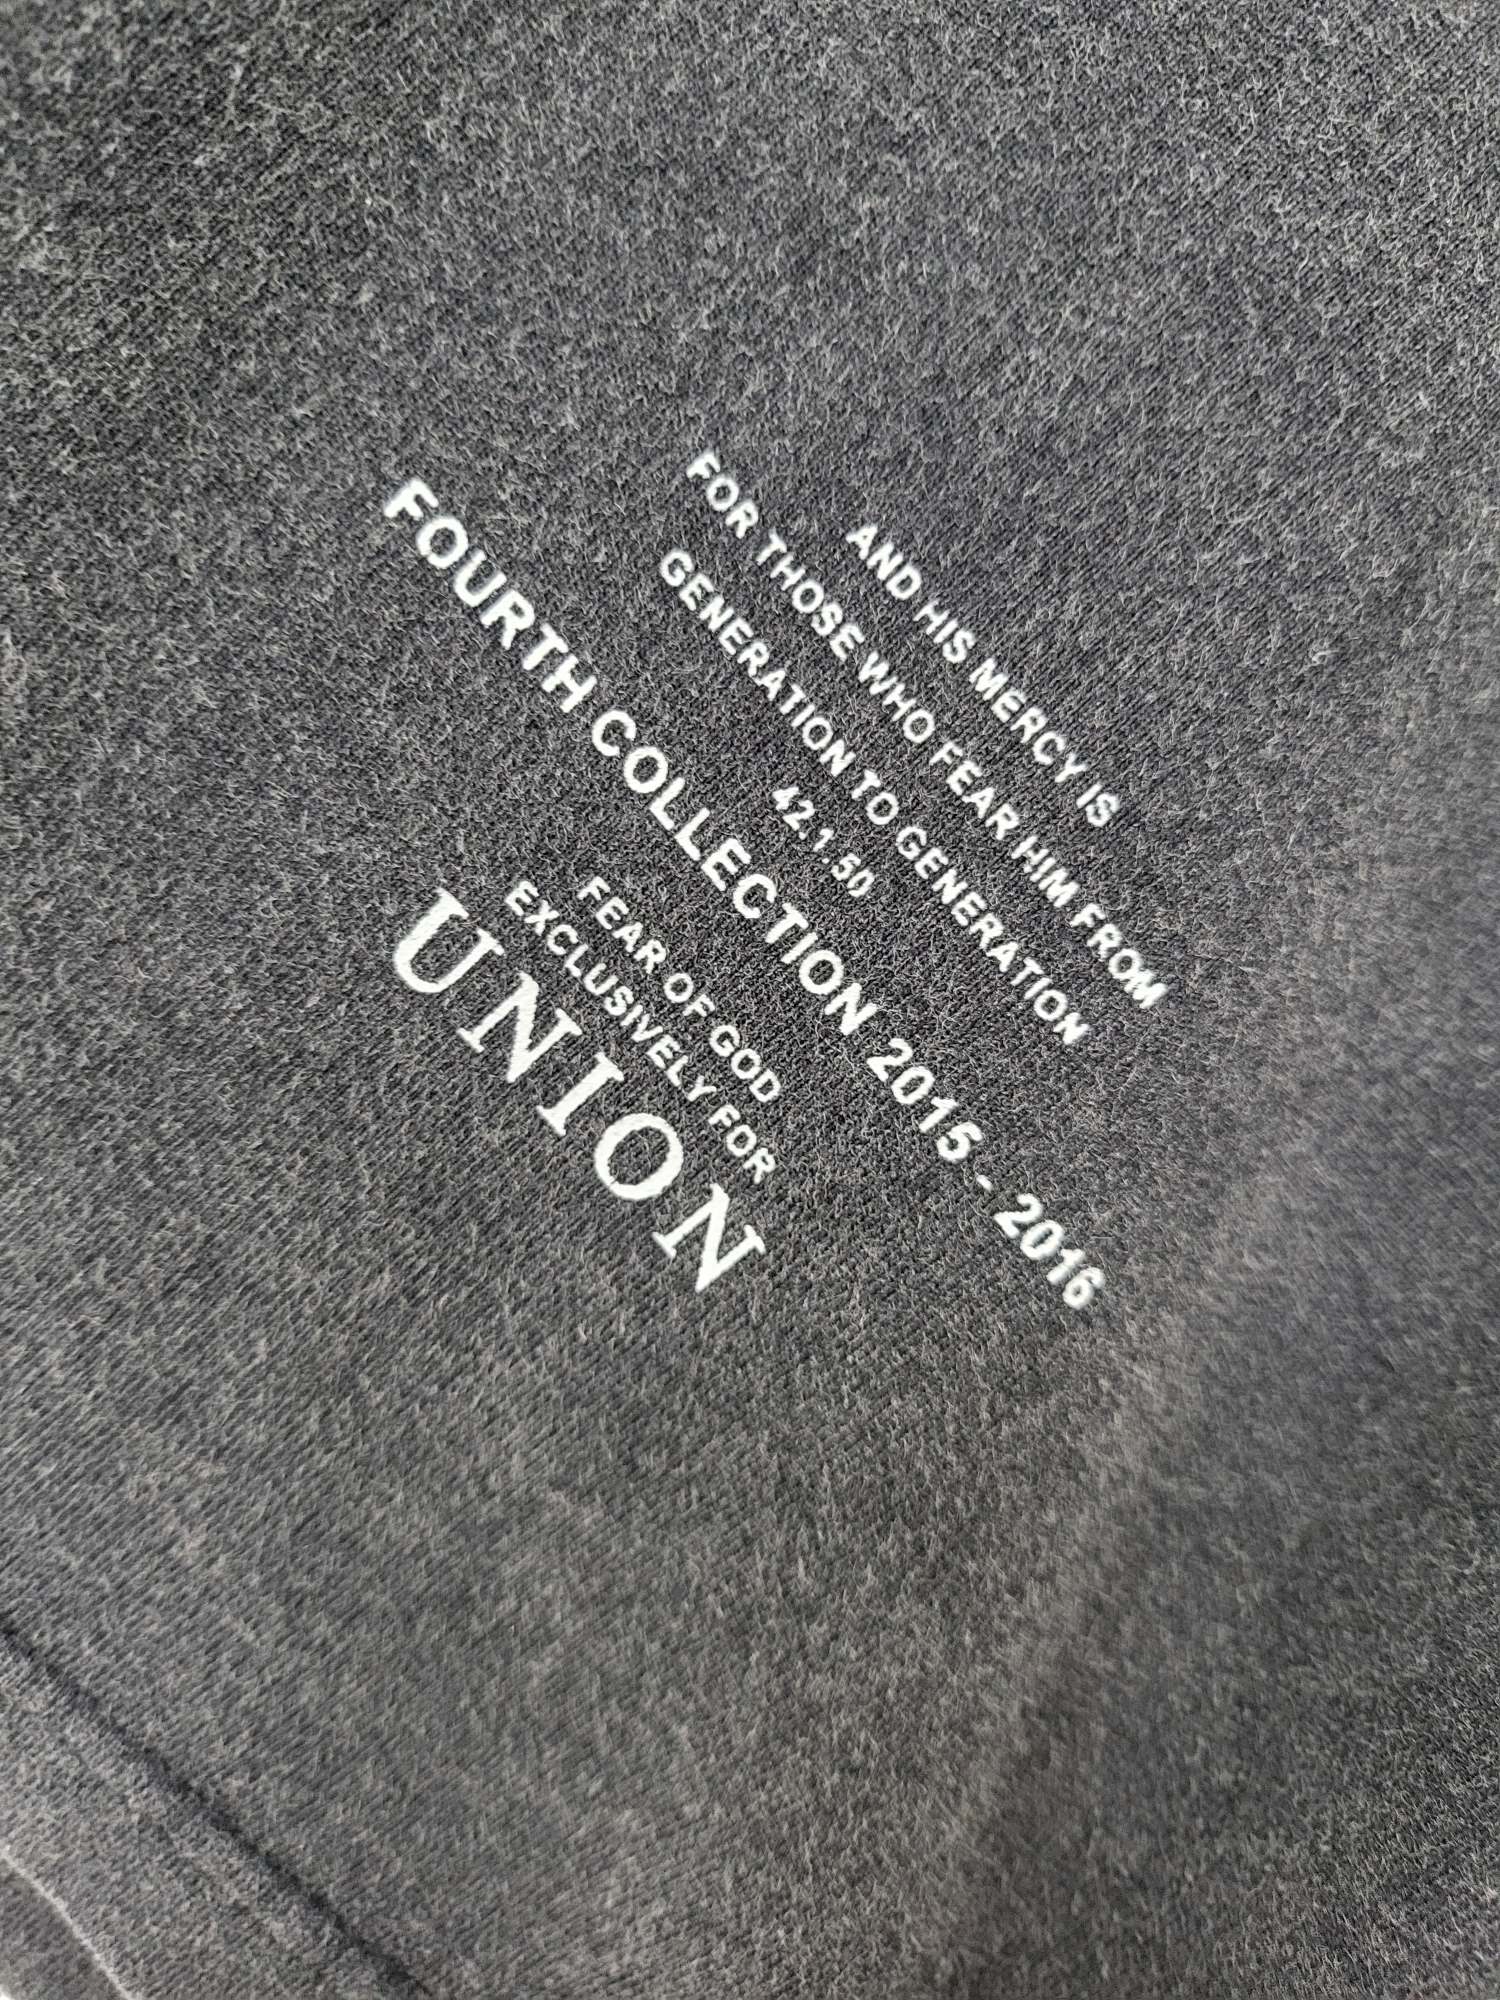 AND HIS MERCY IS
FOR THOSE WHO FEAR HIM FROM
GENERATION TO GENERATION
42.1.50
FOURTH COLLECTION 2015 - 2016
FEAR OF GOD
EXCLUSIVELY FOR
UNION